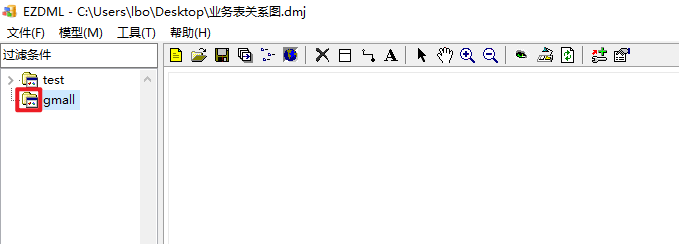 EZDML - C:\Users\lbo\Desktop\业务表关系图.dmj
文件(F) 模型(M) 工具(T) 帮助(H)
过滤条件
A
test
gmall